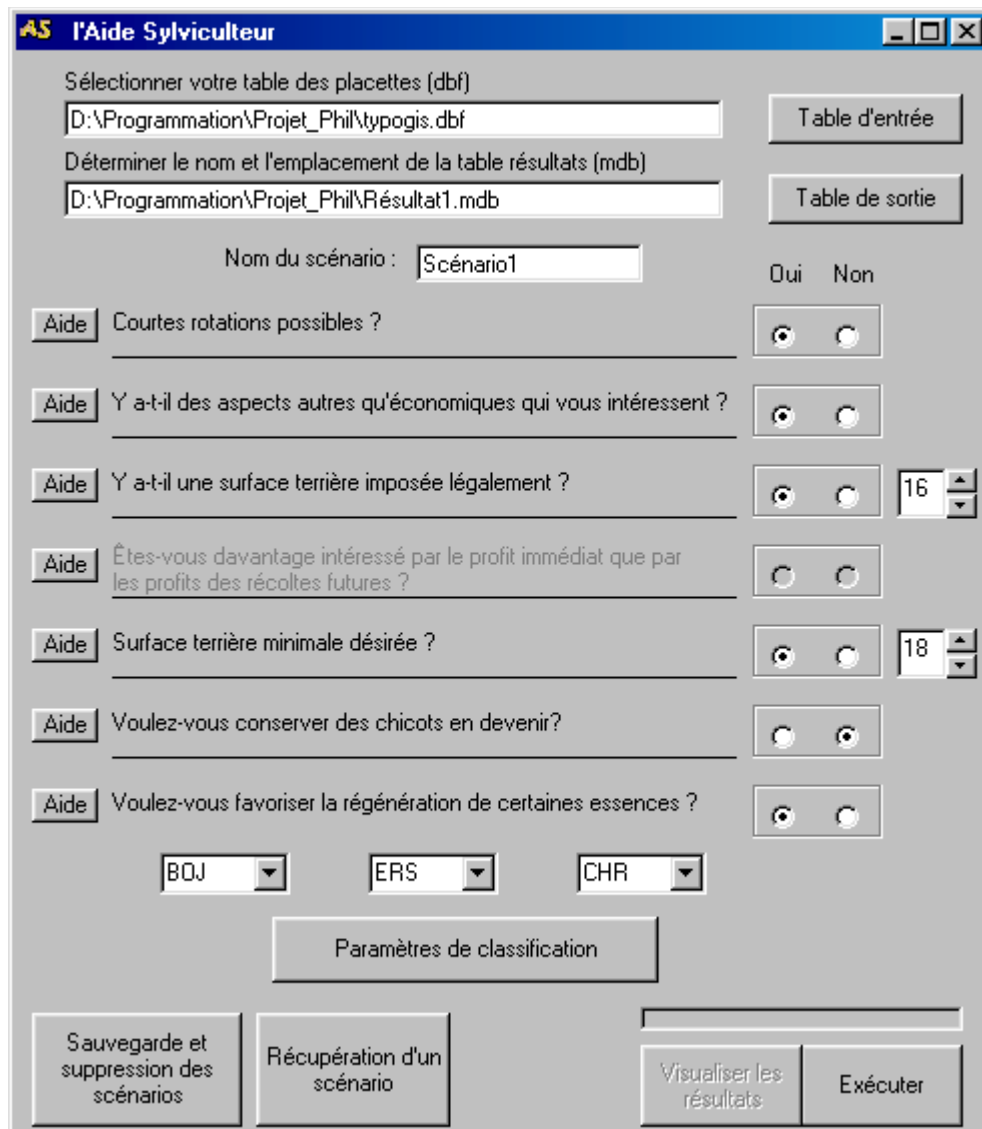 AS l'Aide Sylviculteur
Sélectionner votre table des placettes (dbf)
D:\Programmation\Projet_Phil\typogis.dbf
Table d'entrée
Déterminer le nom et l'emplacement de la table résultats (mdb)
D:\Programmation\Projet_Phil\Résultat1.mdb
Table de sortie
Nom du scénario :
Scénario1
Oui Non
Aide
Courtes rotations possibles ?
Aide
Y a-t-il des aspects autres qu'économiques qui vous intéressent ?
Aide
Y a-t-il une surface terrière imposée légalement ?
16
Aide
Êtes-vous davantage intéressé par le profit immédiat que par
les profits des récoltes futures ?
Aide
Surface terrière minimale désirée ?
18
Aide
Voulez-vous conserver des chicots en devenir?
Aide
Voulez-vous favoriser la régénération de certaines essences ?
BOJ
ERS
CHR
Paramètres de classification
Sauvegarde et
suppression des
scénarios
Récupération d'un
scénario
Visualiser les
résultats
Exécuter